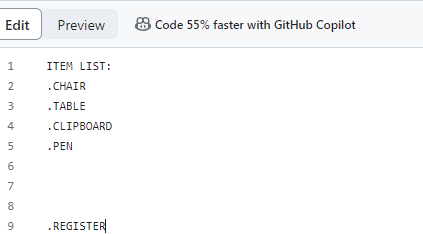 Edit Preview Code 55% faster with GitHub Copilot
1 ITEM LIST:
2 .CHAIR
3 .TABLE
4 .CLIPBOARD
5 .PEN
6
7
8
9 .REGISTER